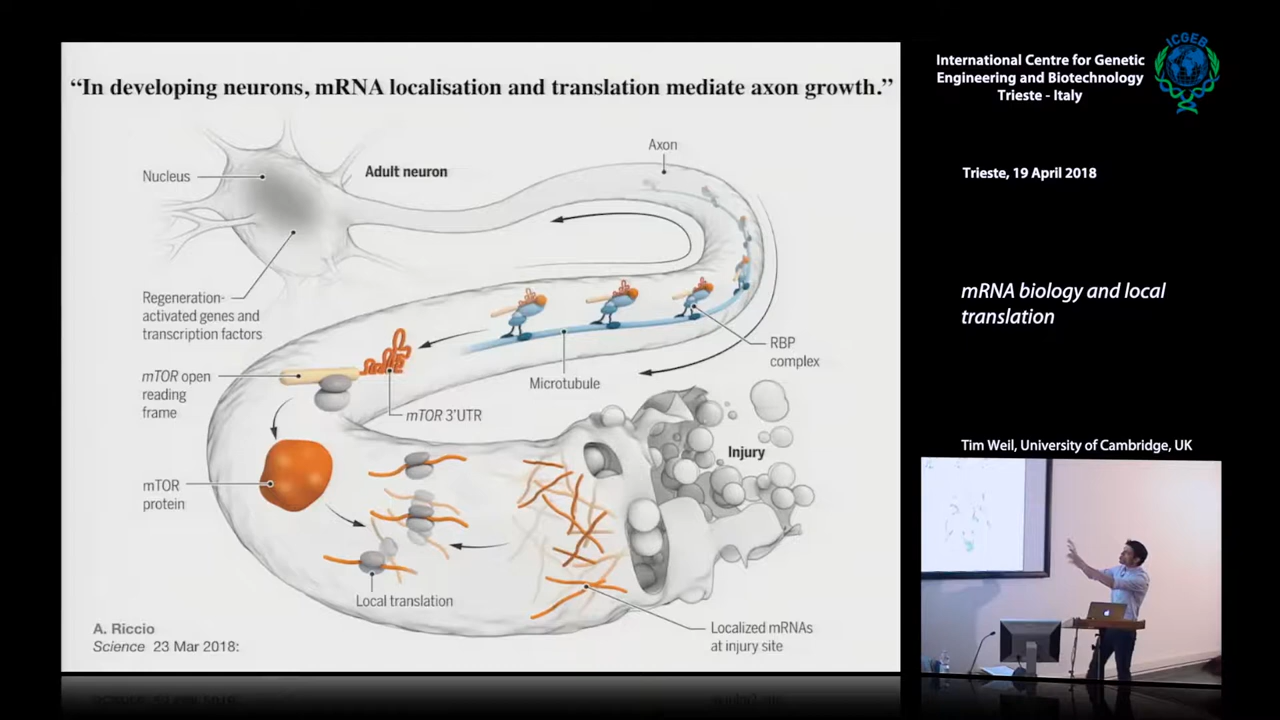 “In developing neurons, mRNA localisation and translation mediate axon growth.”
Nucleus
Adult neuron
Axon
Regeneration-
activated genes and
transcription factors
RBP
complex
Microtubule
mTOR open
reading
frame
mTOR 3’UTR
Injury
mTOR
protein
Local translation
Localized mRNAs
at injury site
A. Riccio
Science 23 Mar 2018:
ICGEB
International Centre for Genetic
Engineering and Biotechnology
Trieste - Italy
Trieste, 19 April 2018
mRNA biology and local
translation
Tim Weil, University of Cambridge, UK